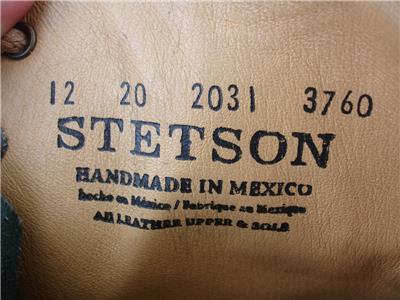 12 20 2031 3760
STETSON
HANDMADE IN MEXICO
hecho en México / Fabrique au Mexique
All LEATHER UPPER & SOLE